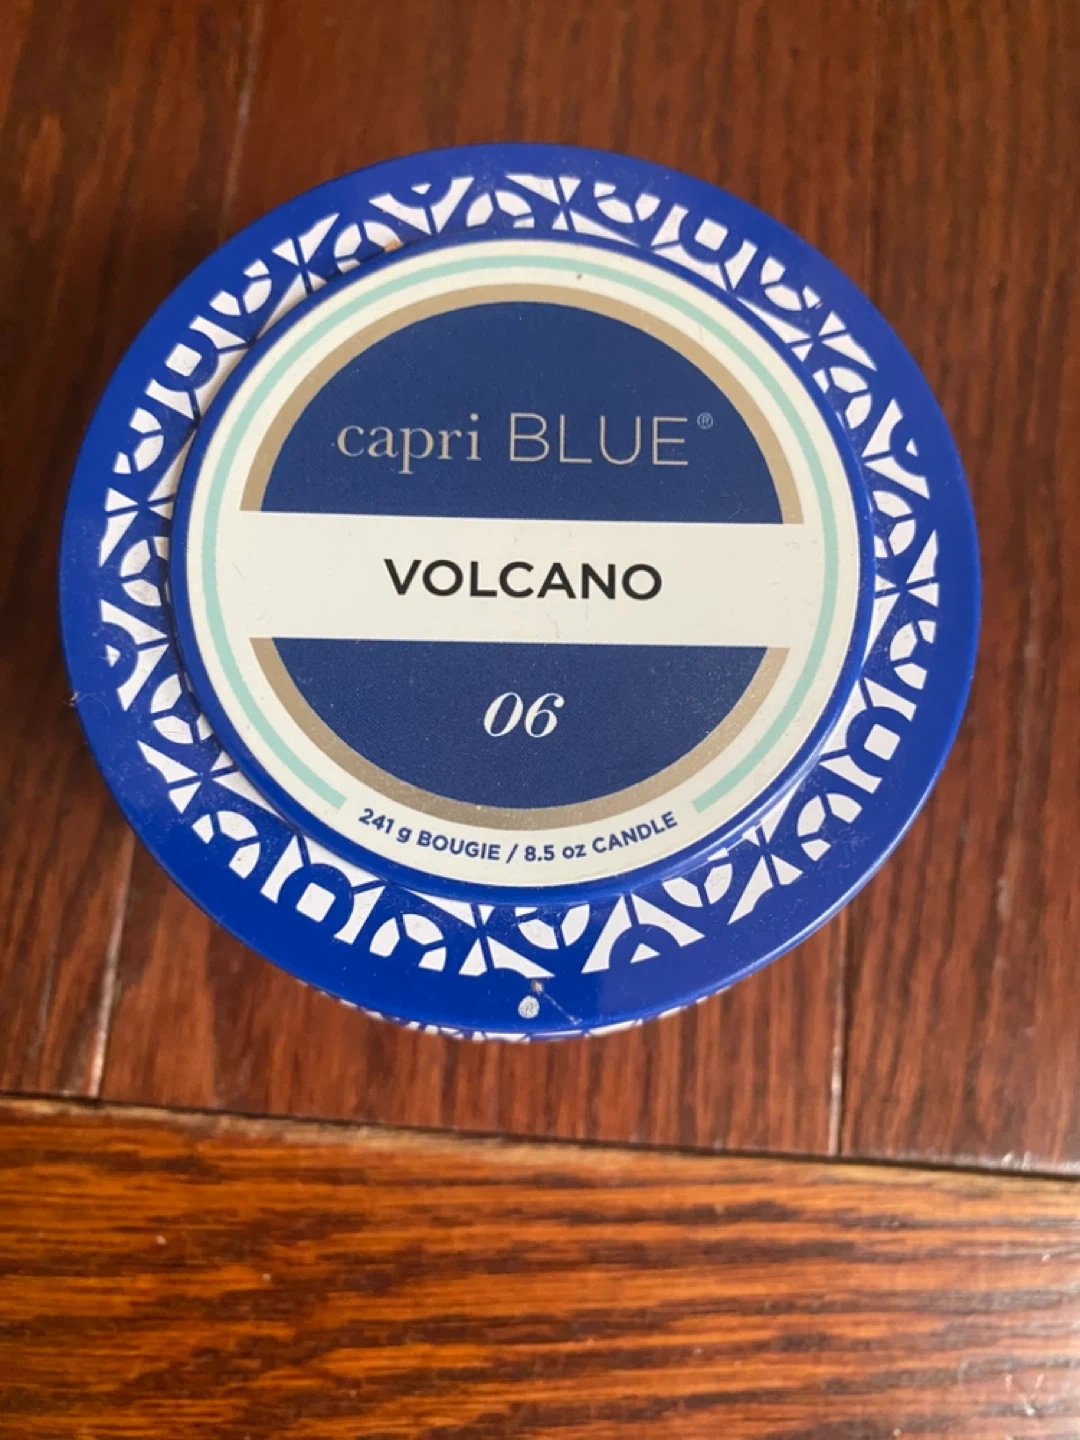 capri BLUE®
VOLCANO
06
241 g BOUGIE / 8.5 oz CANDLE